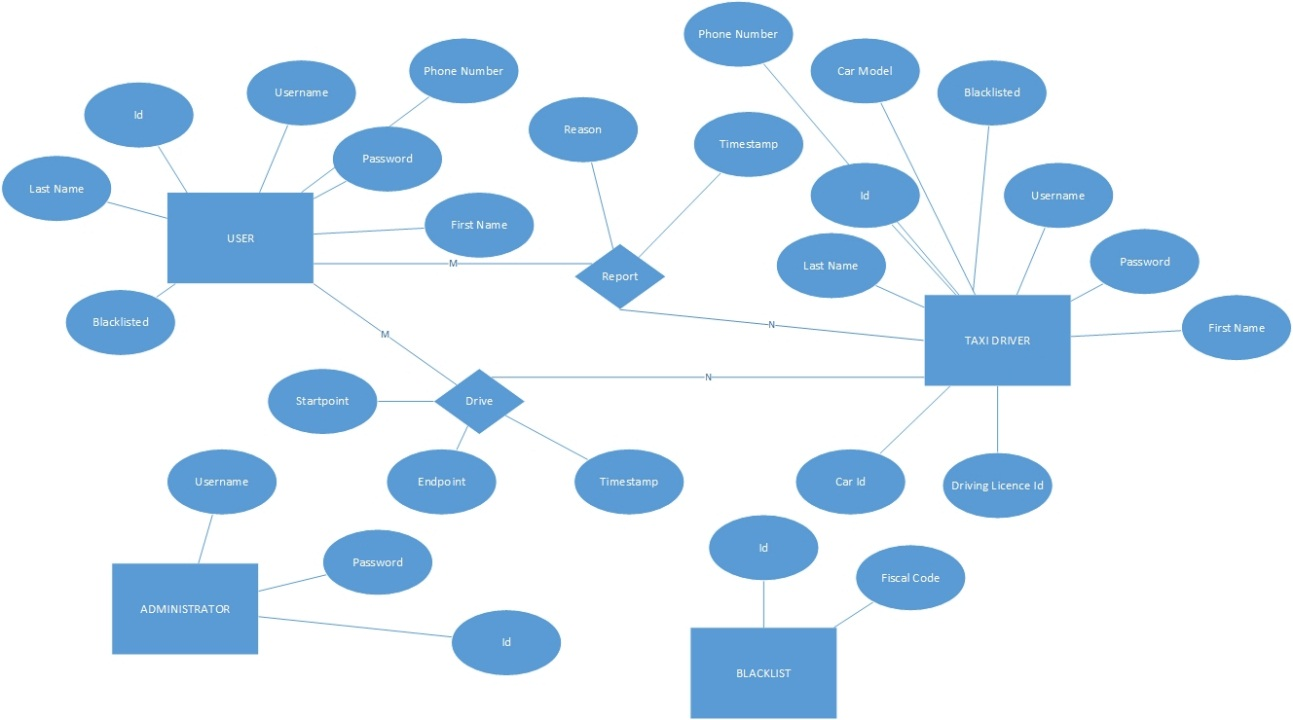 Phone Number
Car Model
Phone Number
Username
Blacklisted
Id
Reason
Timestamp
Password
Last Name
Id
Username
First Name
USER
M
Report
Last Name
Password
Blacklisted
N
First Name
M
TAXI DRIVER
N
Startpoint
Drive
Username
Endpoint
Timestamp
Car Id
Driving Licence Id
Id
Password
Fiscal Code
ADMINISTRATOR
Id
BLACKLIST